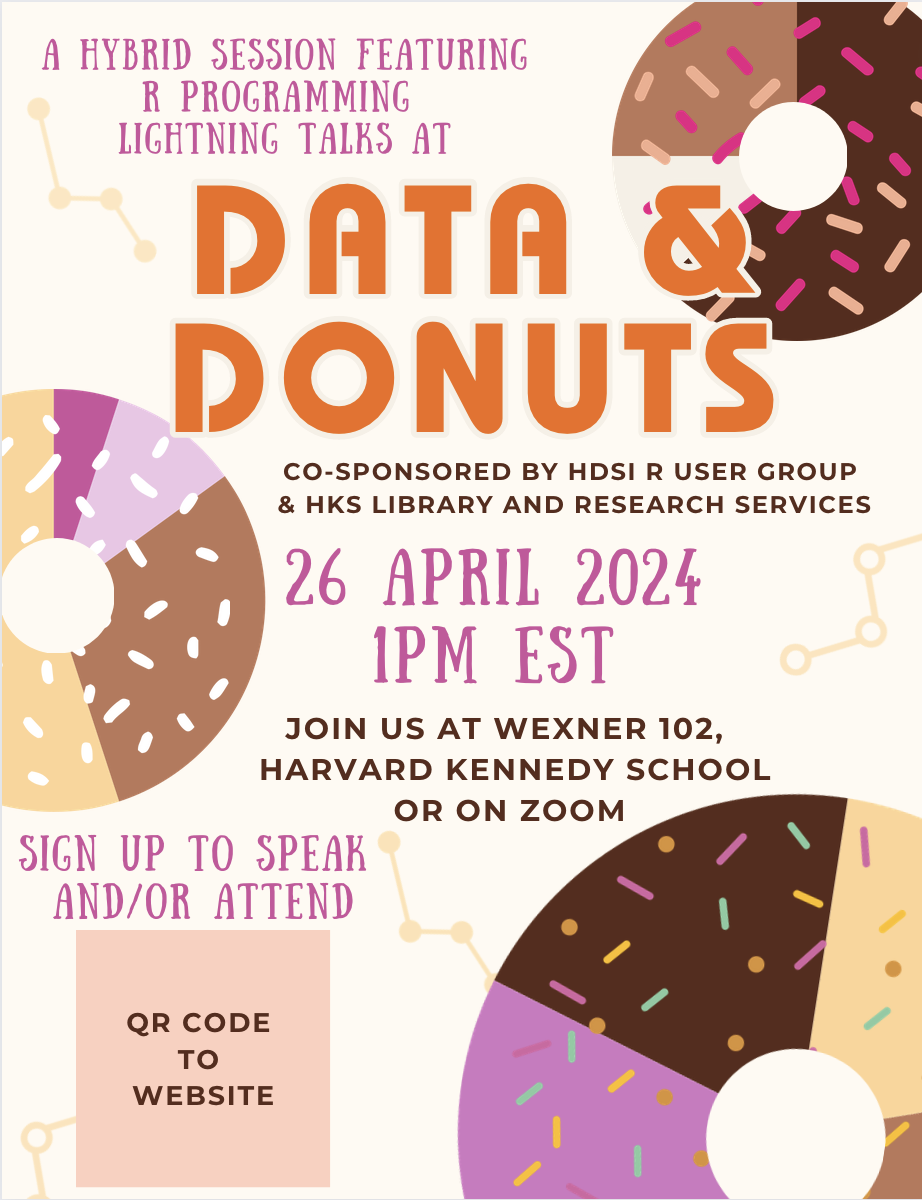 A HYBRID SESSION FEATURING
R PROGRAMMING
LIGHTNING TALKS AT
DATA &
DONUTS
CO-SPONSORED BY HDSI R USER GROUP
& HKS LIBRARY AND RESEARCH SERVICES
26 APRIL 2024
1PM EST
JOIN US AT WEXNER 102,
HARVARD KENNEDY SCHOOL
OR ON ZOOM
SIGN UP TO SPEAK
AND/OR ATTEND
QR CODE
TO
WEBSITE